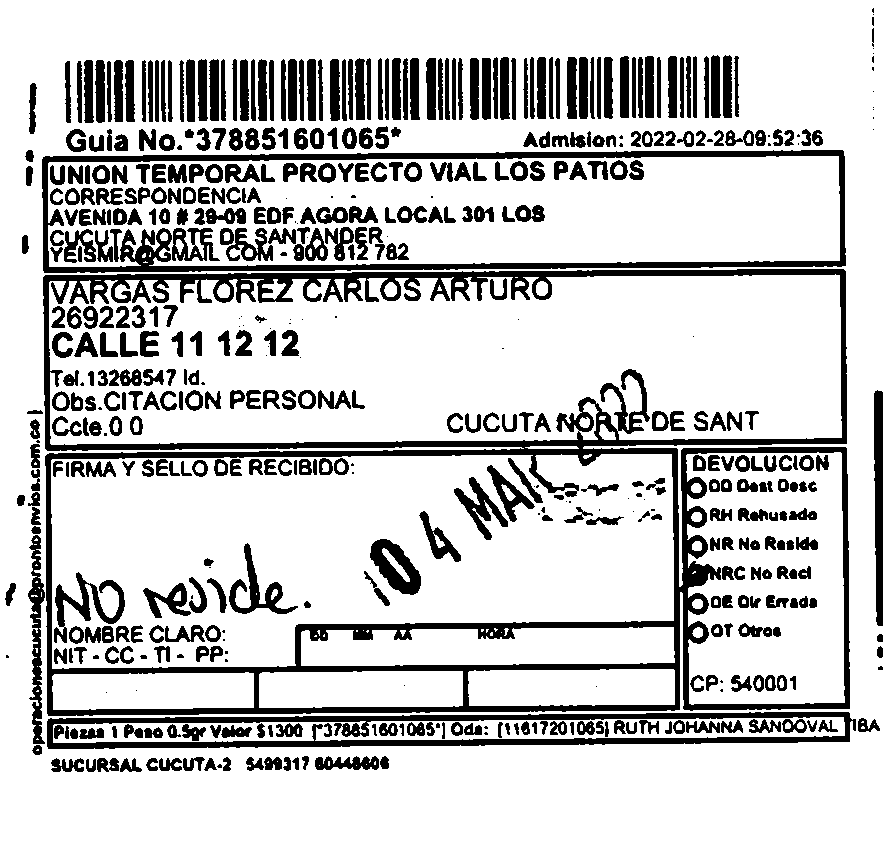 Guia No.*378851601065*
Admision: 2022-02-28-09:52:36
UNION TEMPORAL PROYECTO VIAL LOS PATIOS
CORRESPONDENCIA
AVENIDA 10 # 29-09 EDF AGORA LOCAL 301 LOS
CUCUTA NORTE DE SANTANDER
YEISMIR@GMAIL COM - 900 812 782
VARGAS FLOREZ CARLOS ARTURO
26922317
CALLE 11 12 12
Tel.13268547 Id.
Obs.CITACION PERSONAL
Ccte.0 0
CUCUTA NORTE DE SANT
FIRMA Y SELLO DE RECIBIDO:
04 MAR 2022
NO reside.
NOMBRE CLARO:
NIT - CC - TI - PP:
DD MM AA HORA
DEVOLUCION
DD Dest Desc
RH Rehusado
NR No Reside
NRC No Recl
DE Dir Errada
OT Otros
CP: 540001
Piezas 1 Peso 0.5gr Valor $1300 [*378851601065*] Ods: [11617201065] RUTH JOHANNA SANDOVAL TIBA
SUCURSAL CUCUTA-2 5499317 60448606
operacionescucuta@prontoenvios.com.co